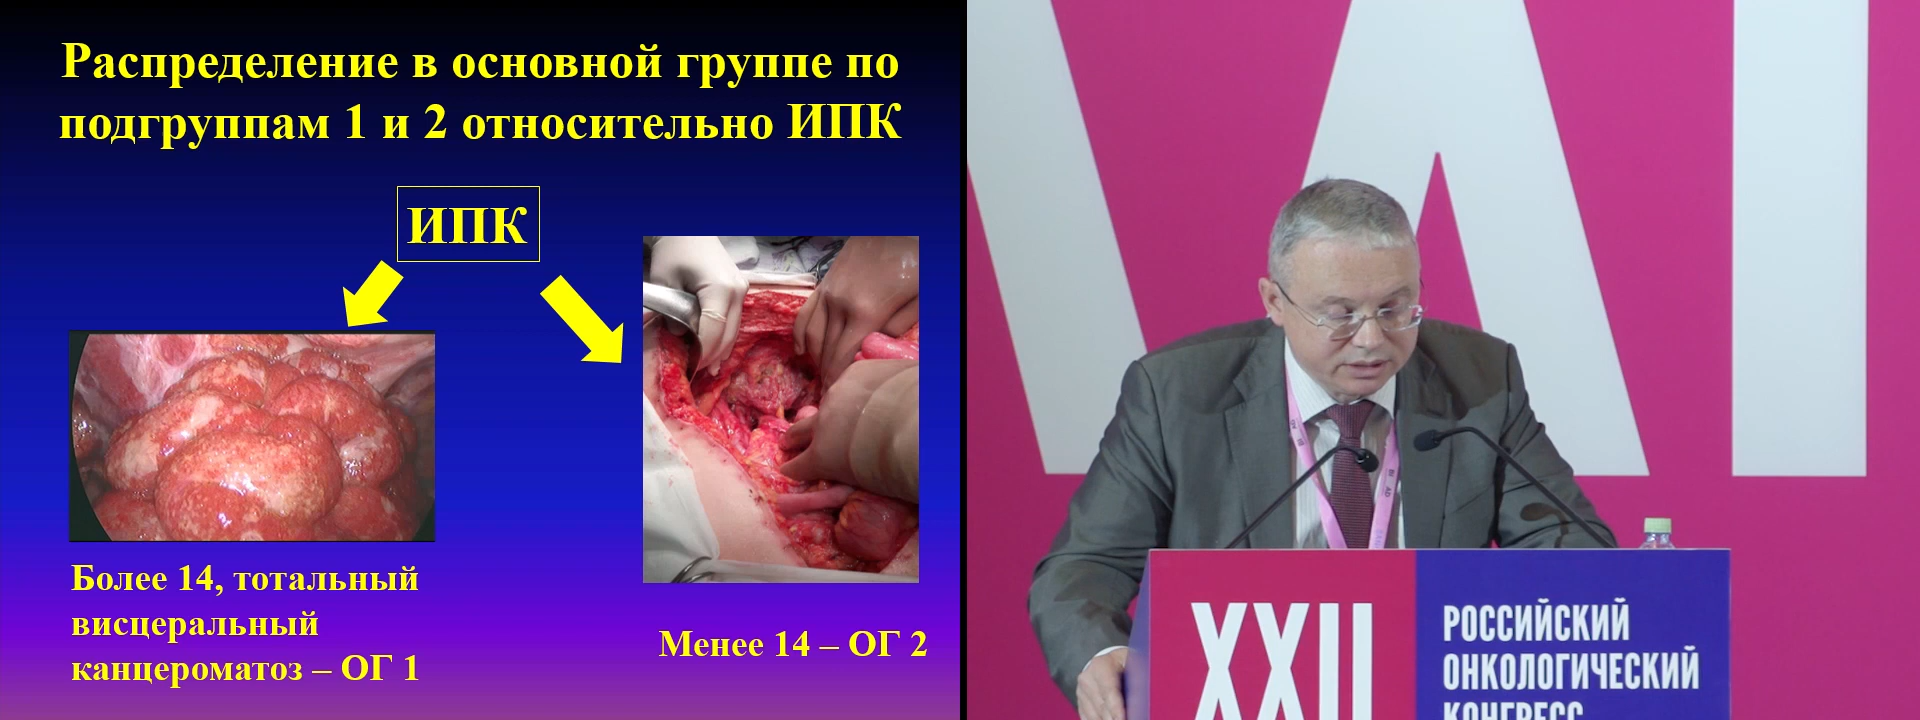 Распределение в основной группе по
подгруппам 1 и 2 относительно ИПК
ИПК
Более 14, тотальный
висцеральный
канцероматоз – ОГ 1
Менее 14 – ОГ 2
XXII
РОССИЙСКИЙ
ОНКОЛОГИЧЕСКИЙ
КОНГРЕСС